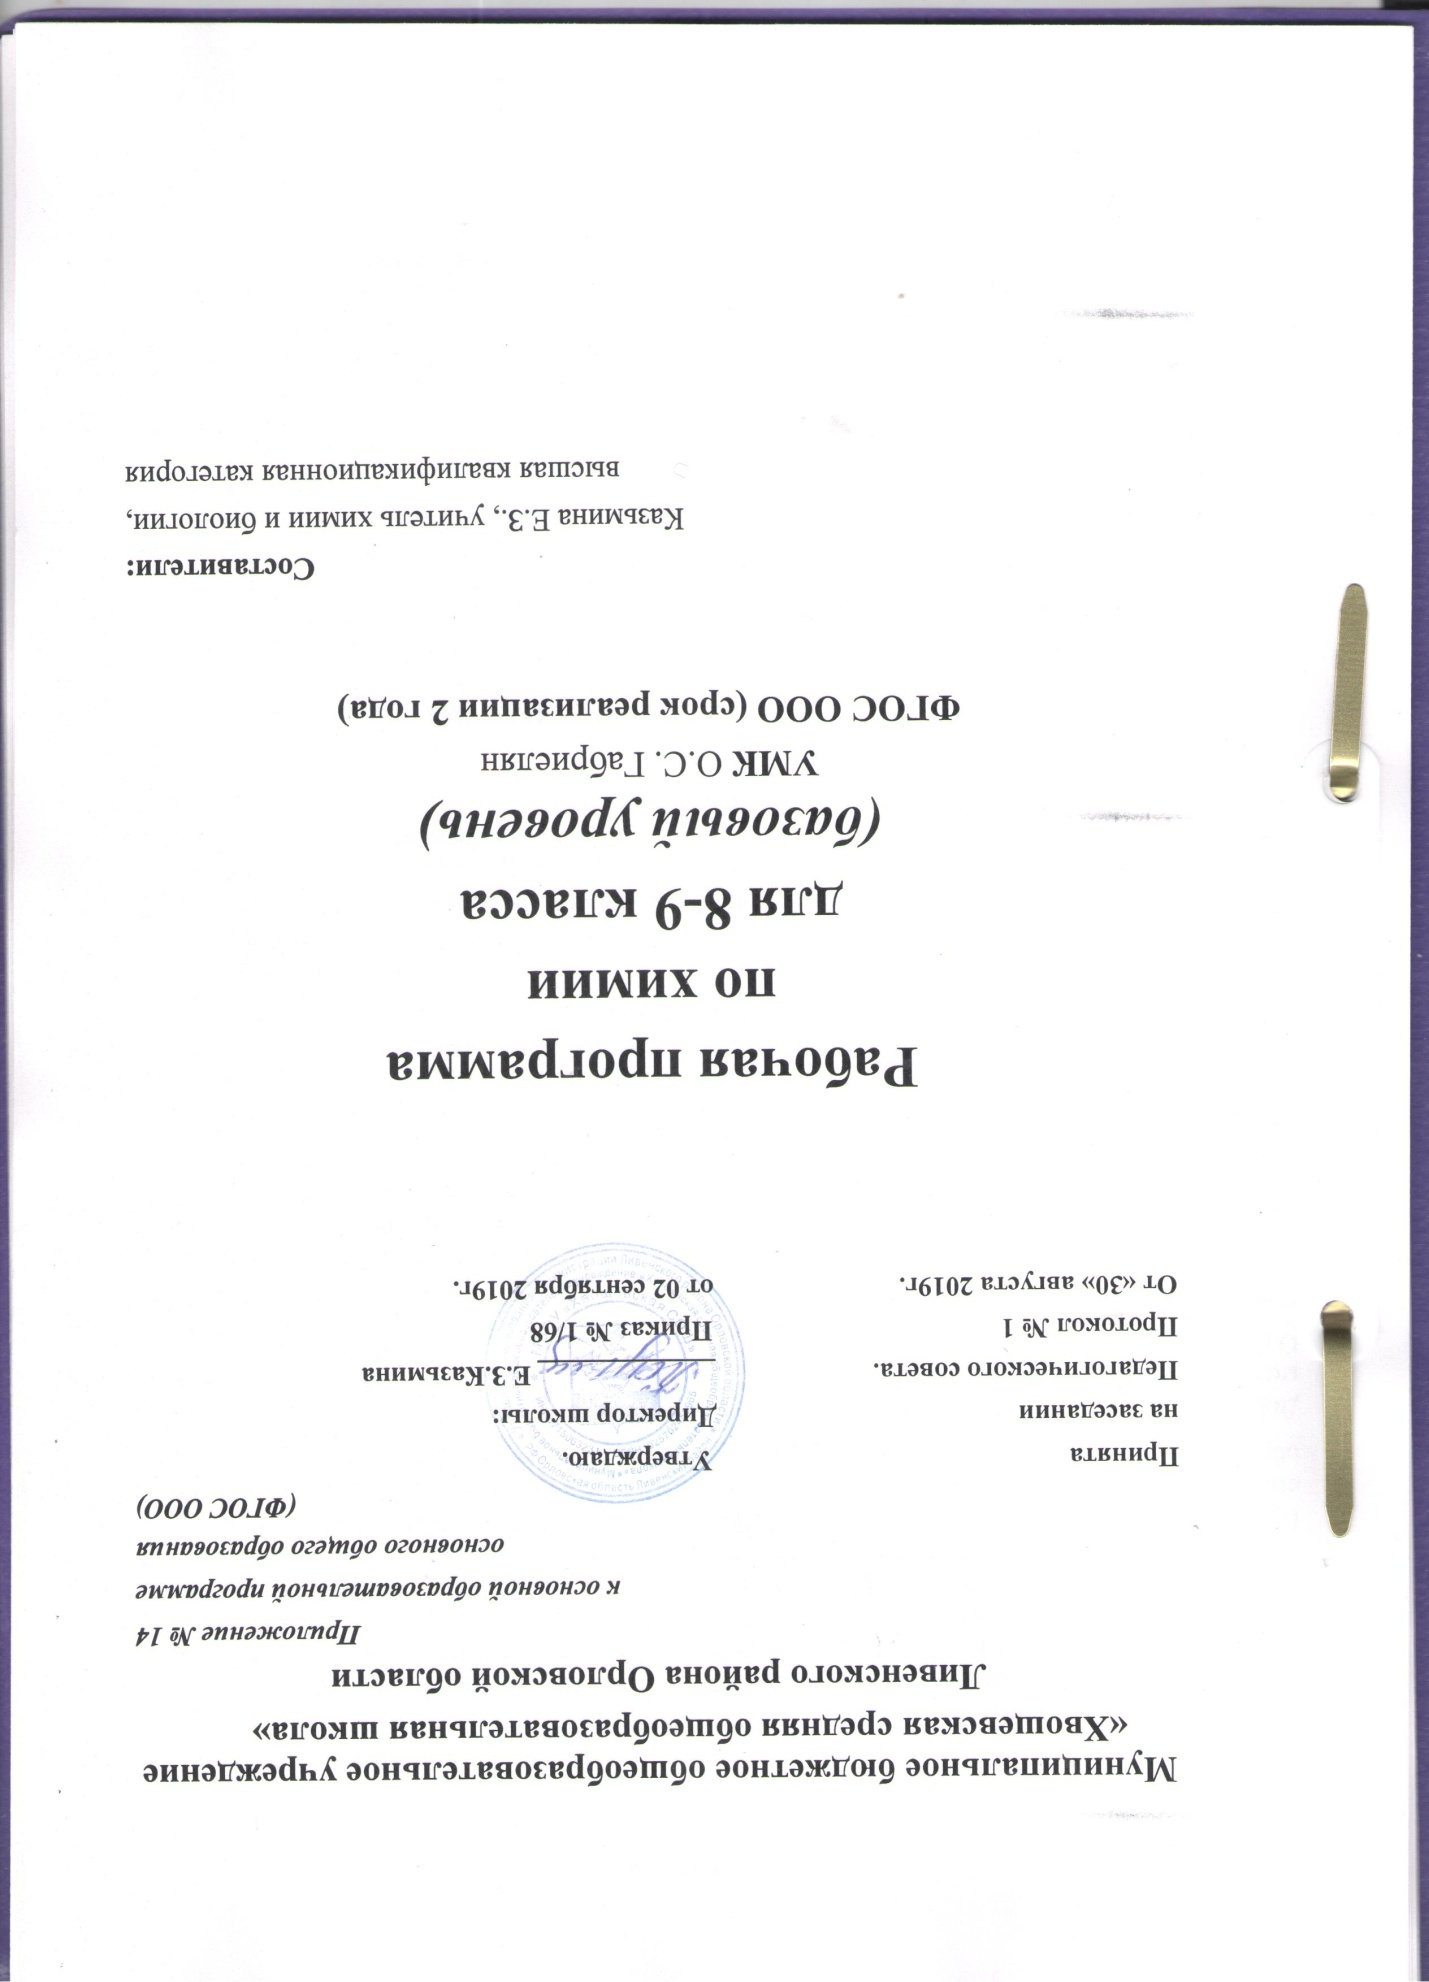 Муниципальное бюджетное общеобразовательное учреждение
«Хвощевская средняя общеобразовательная школа»
Ливенского района Орловской области
Приложение № 14
к основной образовательной программе
основного общего образования
(ФГОС ООО)
Принята
на заседании
Педагогического совета.
Протокол № 1
От «30» августа 2019г.
Утверждаю.
Директор школы:
Е.З.Казьмина
Приказ № 1/68
от 02 сентября 2019г.
Рабочая программа
по химии
для 8-9 класса
(базовый уровень)
УМК О.С. Габриелян
ФГОС ООО (срок реализации 2 года)
Составители:
Казьмина Е.З., учитель химии и биологии,
высшая квалификационная категория